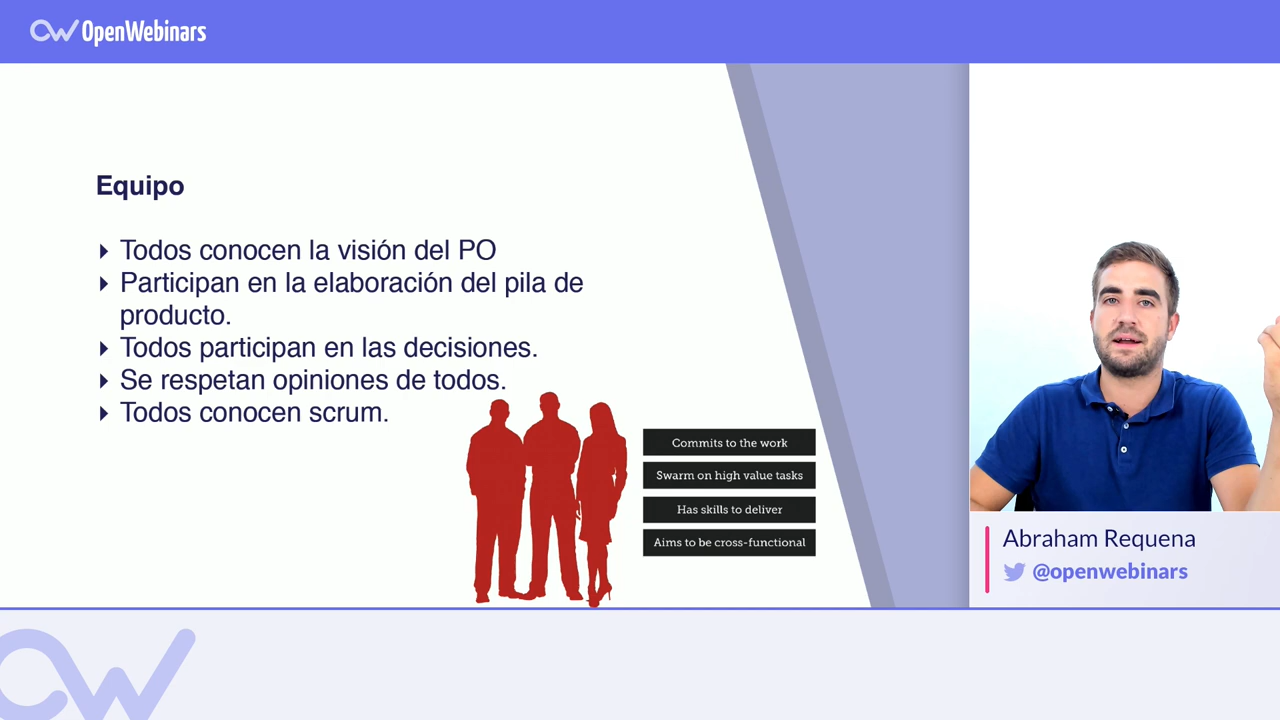 OpenWebinars
Equipo
Todos conocen la visión del PO
Participan en la elaboración del pila de
producto.
Todos participan en las decisiones.
Se respetan opiniones de todos.
Todos conocen scrum.
Commits to the work
Swarm on high value tasks
Has skills to deliver
Aims to be cross-functional
Abraham Requena
@openwebinars